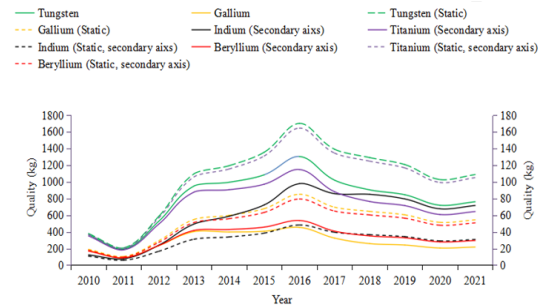 Tungsten Gallium Tungsten (Static)
Gallium (Static) Indium (Secondary aixs) Titanium (Secondary axis)
Indium (Static, secondary aixs) Beryllium (Secondary axis) Titanium (Static, secondary axis)
Beryllium (Static, secondary axis)
1800 180
1600 160
1400 140
1200 120
1000 100
800 80
600 60
400 40
200 20
0 0
Quality (kg)
Quality (kg)
2010 2011 2012 2013 2014 2015 2016 2017 2018 2019 2020 2021
Year